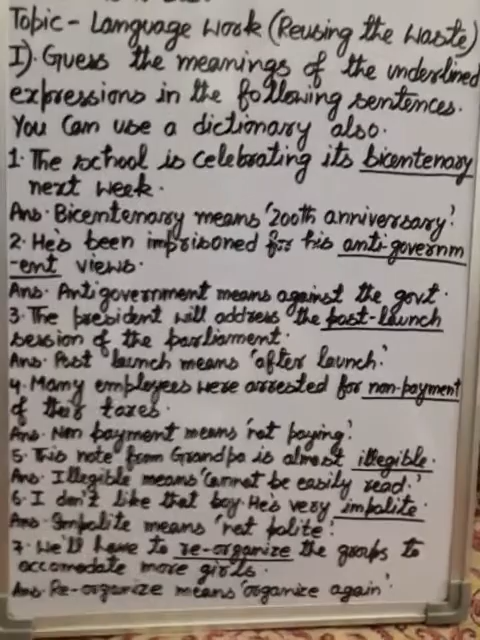 Topic - Language work (Reusing the waste)
I). Guess the meanings of the underlined
expressions in the following sentences.
You can use a dictionary also.
1. The school is celebrating its bicentenary
next week.
Ans. Bicentenary means '200th anniversary'.
2. He's been imprisoned for his anti-governm
-ent views.
Ans. Antigovernment means against the govt.
3. The president will address the post-launch
session of the parliament.
Ans. Post launch means 'after launch'.
4. Many employees were arrested for non-payment
of their taxes.
Ans. Non payment means 'not paying'.
5. This note from Grandpa is almost illegible.
Ans. Illegible means 'cannot be easily read.'
6. I don't like that boy. He's very impolite.
Ans. Impolite means 'not polite'.
7. We'll have to re-organize the groups to
accomodate more girls.
Ans. Re-organize means 'organize again'.